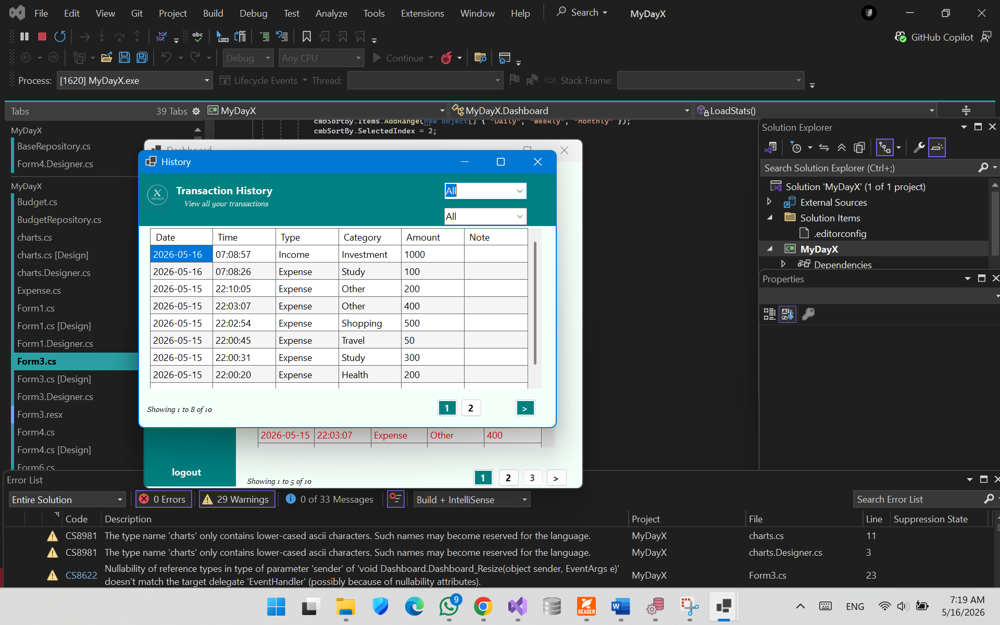 File Edit View Git Project Build Debug Test Analyze Tools Extensions Window Help Search MyDayX
GitHub Copilot
Debug Any CPU Continue
Process: [1620] MyDayX.exe Lifecycle Events Thread: Stack Frame:
Tabs 39 Tabs
MyDayX MyDayX.Dashboard LoadStats()
cmbSortBy.Items.AddRange(new object[] { "Daily", "Weekly", "Monthly" });
cmbSortBy.SelectedIndex = 2;
MyDayX
BaseRepository.cs
Form4.Designer.cs
MyDayX
Budget.cs
BudgetRepository.cs
charts.cs
charts.cs [Design]
charts.Designer.cs
Expense.cs
Form1.cs
Form1.cs [Design]
Form1.Designer.cs
Form3.cs
Form3.cs [Design]
Form3.Designer.cs
Form3.resx
Form4.cs
Form4.cs [Design]
Form6.cs
Dashboard
History
X
MyDayX
Transaction History
View all your transactions
All
All
Date Time Type Category Amount Note
2026-05-16 07:08:57 Income Investment 1000
2026-05-16 07:08:26 Expense Study 100
2026-05-15 22:10:05 Expense Other 200
2026-05-15 22:03:07 Expense Other 400
2026-05-15 22:02:54 Expense Shopping 500
2026-05-15 22:00:45 Expense Travel 50
2026-05-15 22:00:31 Expense Study 300
2026-05-15 22:00:20 Expense Health 200
Showing 1 to 8 of 10
1 2 >
2026-05-15 22:03:07 Expense Other 400
logout
Showing 1 to 5 of 10
1 2 3 >
Solution Explorer
Search Solution Explorer (Ctrl+;)
Solution 'MyDayX' (1 of 1 project)
External Sources
Solution Items
.editorconfig
MyDayX
Dependencies
Properties
Error List
Entire Solution 0 Errors 29 Warnings 0 of 33 Messages Build + IntelliSense Search Error List
Code Description Project File Line Suppression State
CS8981 The type name 'charts' only contains lower-cased ascii characters. Such names may become reserved for the language. MyDayX charts.cs 11
CS8981 The type name 'charts' only contains lower-cased ascii characters. Such names may become reserved for the language. MyDayX charts.Designer.cs 3
CS8622 Nullability of reference types in type of parameter 'sender' of 'void Dashboard.Dashboard_Resize(object sender, EventArgs e)' doesn't match the target delegate 'EventHandler' (possibly because of nullability attributes). MyDayX Form3.cs 23
9
READER
ENG
7:19 AM
5/16/2026